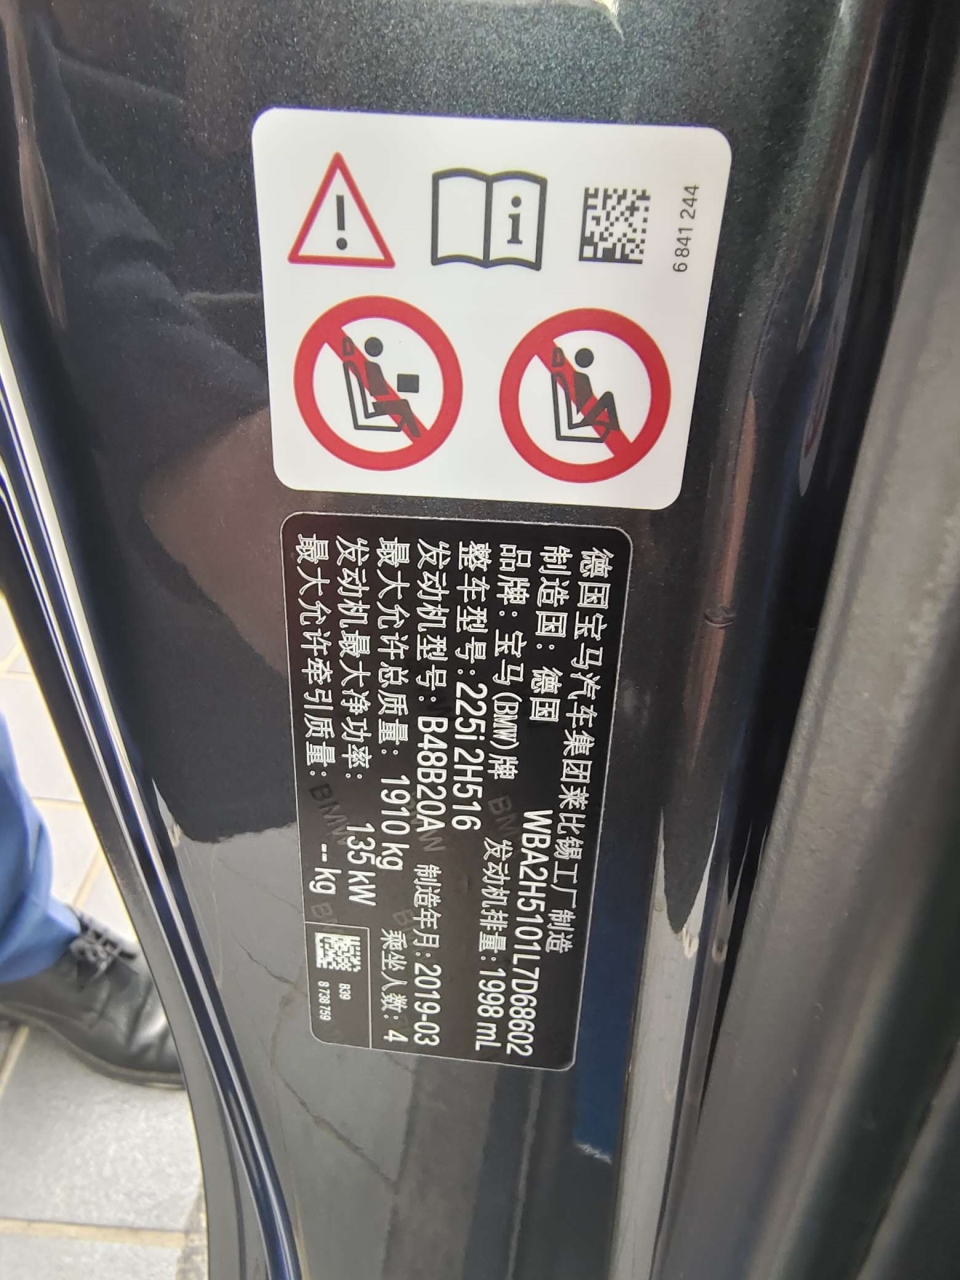 6 841 244
德国宝马汽车集团莱比锡工厂制造
制造国：德国 WBA2H5101L7D68602
品牌：宝马(BMW)牌 发动机排量：1998 mL
整车型号：225i 2H516
发动机型号：B48B20A 制造年月：2019-03
最大允许总质量：1910 kg 乘坐人数：4
发动机最大净功率：135 kW
最大允许牵引质量：-- kg
B39
8 738 759